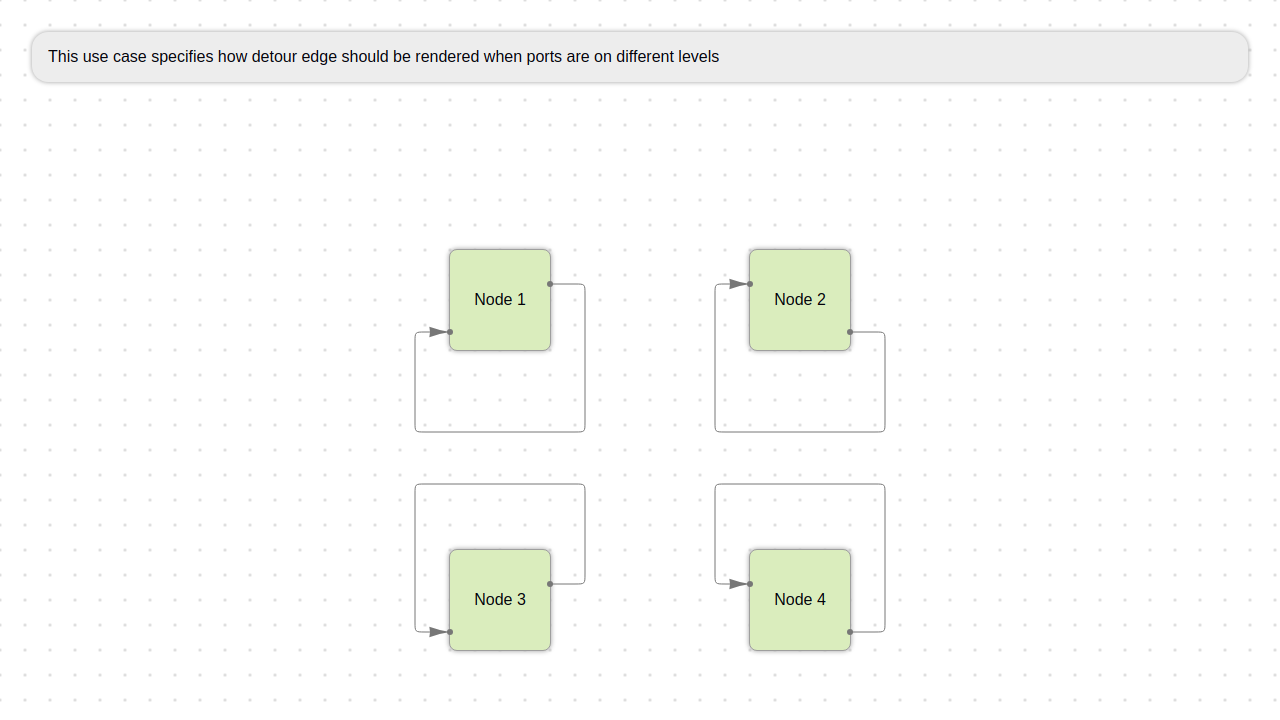 This use case specifies how detour edge should be rendered when ports are on different levels
Node 1
Node 2
Node 3
Node 4